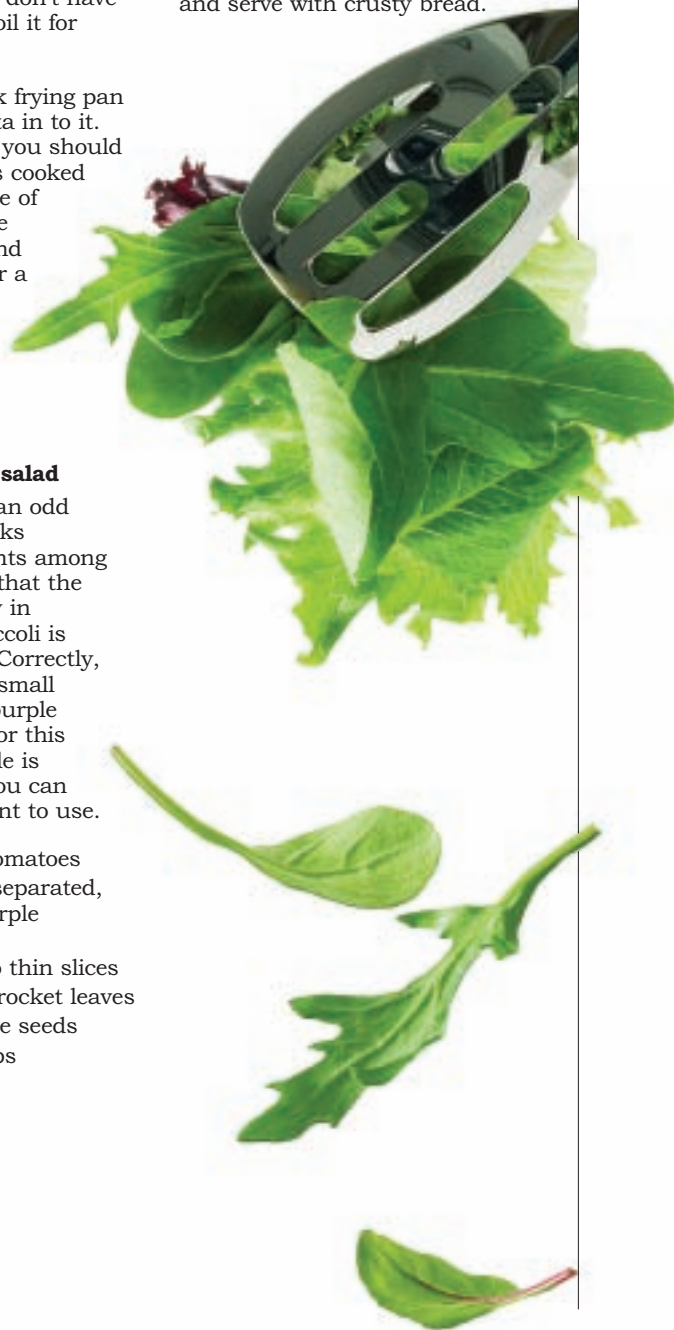 don't have
oil it for
k frying pan
ta in to it.
you should
s cooked
e of
e
nd
r a
salad
an odd
ks
nts among
that the
v in
ccoli is
Correctly,
small
purple
or this
le is
ou can
nt to use.
omatoes
separated,
rple
o thin slices
rocket leaves
e seeds
os
and serve with crusty bread.